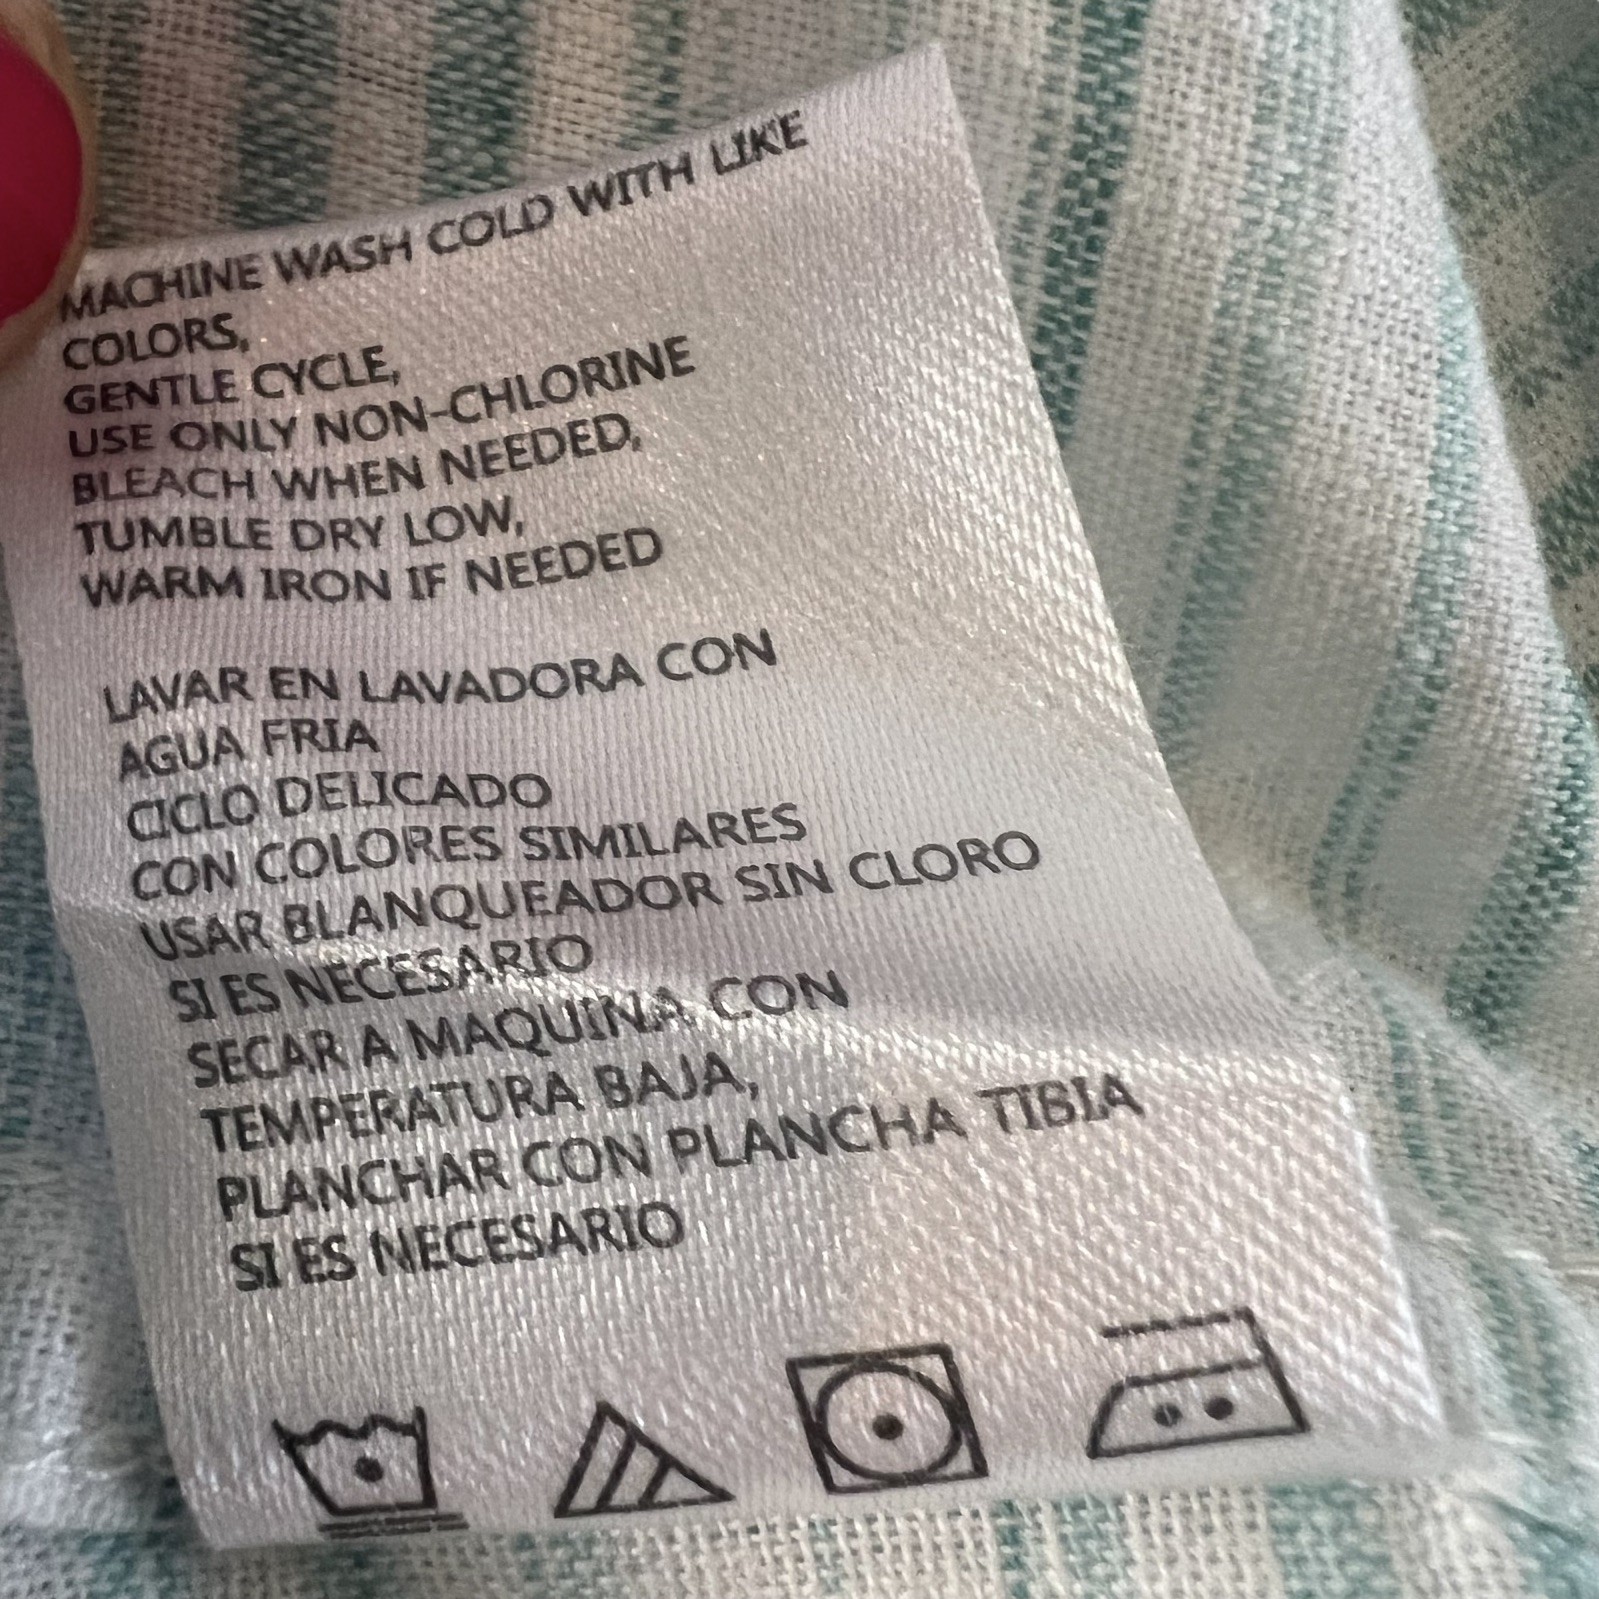 MACHINE WASH COLD WITH LIKE
COLORS,
GENTLE CYCLE,
USE ONLY NON-CHLORINE
BLEACH WHEN NEEDED,
TUMBLE DRY LOW,
WARM IRON IF NEEDED
LAVAR EN LAVADORA CON
AGUA FRIA
CICLO DELICADO
CON COLORES SIMILARES
USAR BLANQUEADOR SIN CLORO
SI ES NECESARIO
SECAR A MAQUINA CON
TEMPERATURA BAJA,
PLANCHAR CON PLANCHA TIBIA
SI ES NECESARIO